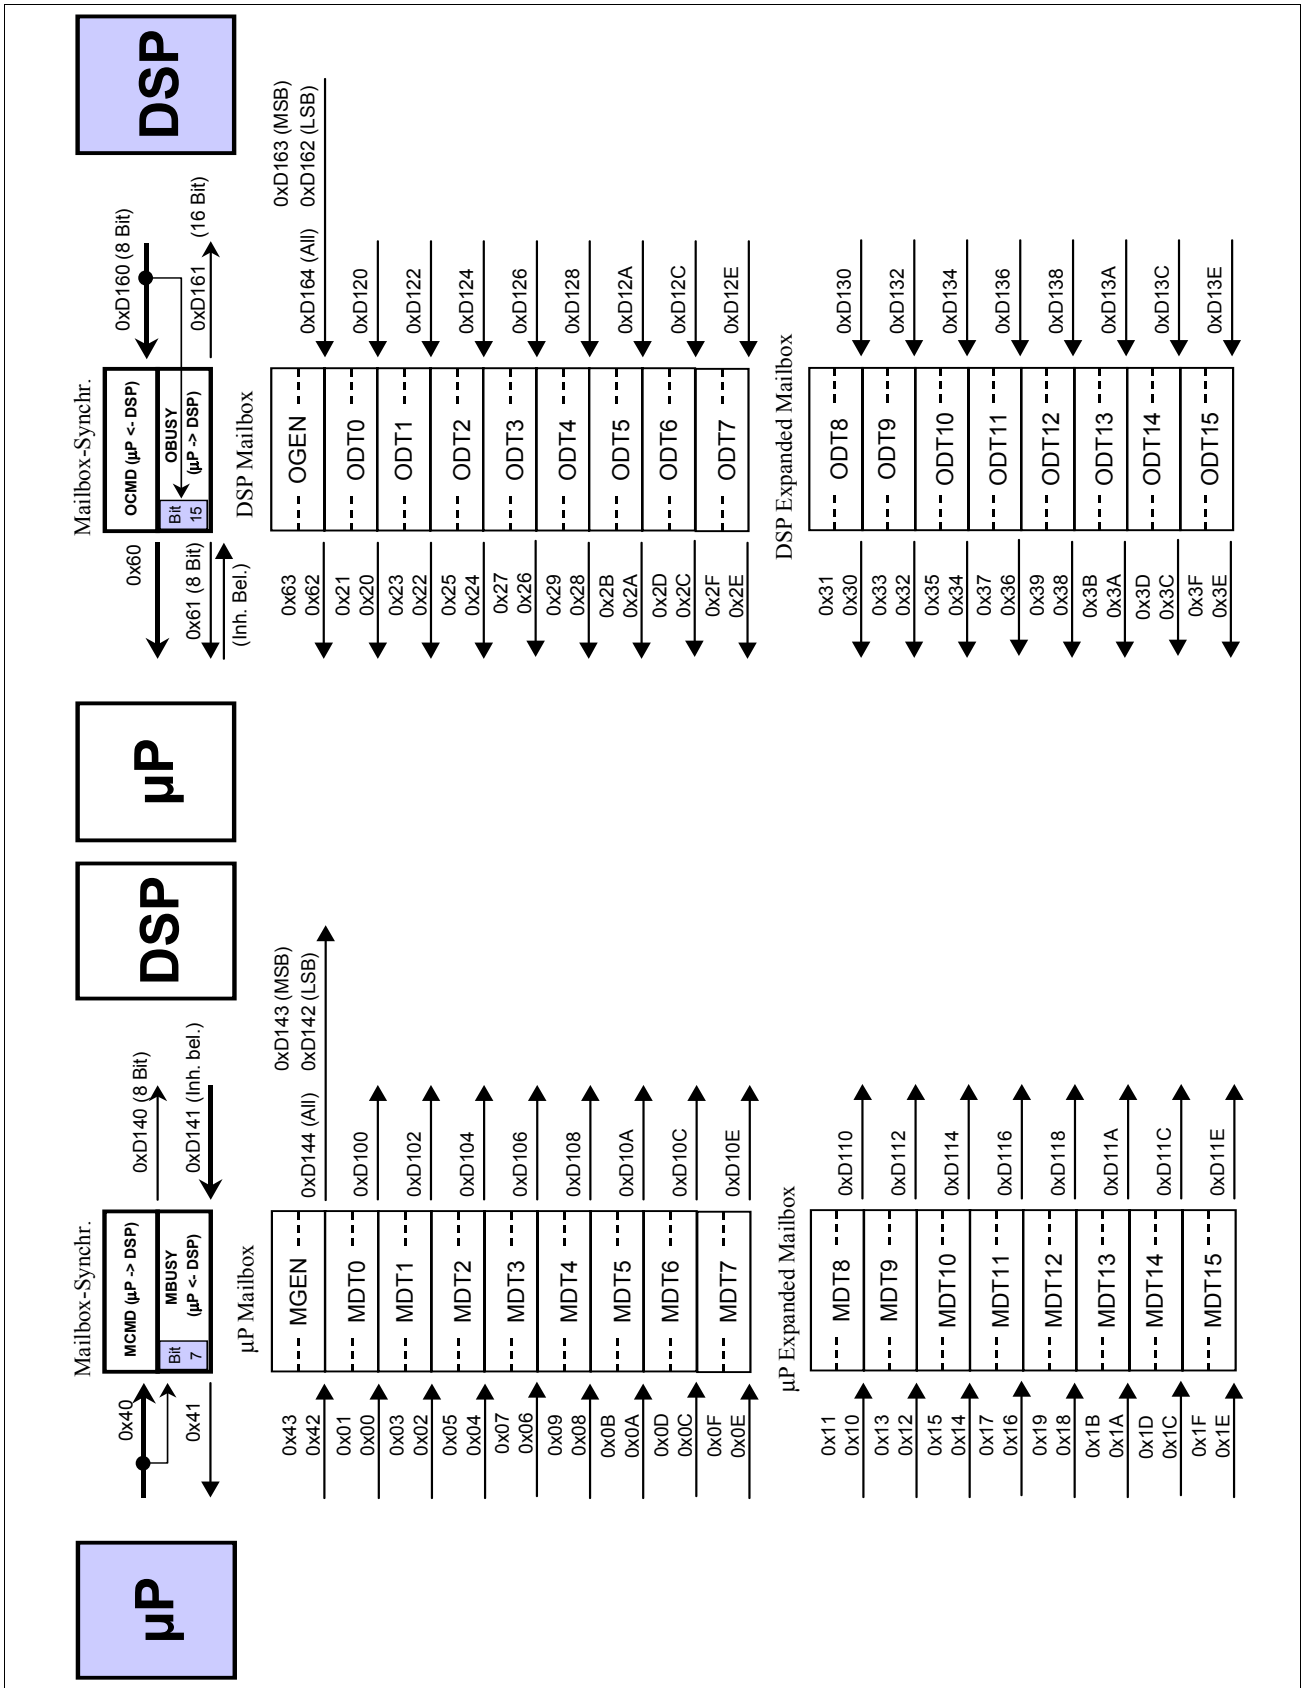 µP
Mailbox-Synchr.
0x40
MCMD (µP -> DSP)
0xD140 (8 Bit)
Bit
7
MBUSY
(µP <- DSP)
0x41
0xD141 (Inh. bel.)
DSP
µP Mailbox
0x43
0x42
MGEN
0xD144 (All)
0xD143 (MSB)
0xD142 (LSB)
0x01
0x00
MDT0
0xD100
0x03
0x02
MDT1
0xD102
0x05
0x04
MDT2
0xD104
0x07
0x06
MDT3
0xD106
0x09
0x08
MDT4
0xD108
0x0B
0x0A
MDT5
0xD10A
0x0D
0x0C
MDT6
0xD10C
0x0F
0x0E
MDT7
0xD10E
µP Expanded Mailbox
0x11
0x10
MDT8
0xD110
0x13
0x12
MDT9
0xD112
0x15
0x14
MDT10
0xD114
0x17
0x16
MDT11
0xD116
0x19
0x18
MDT12
0xD118
0x1B
0x1A
MDT13
0xD11A
0x1D
0x1C
MDT14
0xD11C
0x1F
0x1E
MDT15
0xD11E
µP
Mailbox-Synchr.
0x60
OCMD (µP <- DSP)
0xD160 (8 Bit)
Bit
15
OBUSY
(µP -> DSP)
0x61 (8 Bit)
(Inh. Bel.)
0xD161
(16 Bit)
DSP
DSP Mailbox
0x63
0x62
OGEN
0xD164 (All)
0xD163 (MSB)
0xD162 (LSB)
0x21
0x20
ODT0
0xD120
0x23
0x22
ODT1
0xD122
0x25
0x24
ODT2
0xD124
0x27
0x26
ODT3
0xD126
0x29
0x28
ODT4
0xD128
0x2B
0x2A
ODT5
0xD12A
0x2D
0x2C
ODT6
0xD12C
0x2F
0x2E
ODT7
0xD12E
DSP Expanded Mailbox
0x31
0x30
ODT8
0xD130
0x33
0x32
ODT9
0xD132
0x35
0x34
ODT10
0xD134
0x37
0x36
ODT11
0xD136
0x39
0x38
ODT12
0xD138
0x3B
0x3A
ODT13
0xD13A
0x3D
0x3C
ODT14
0xD13C
0x3F
0x3E
ODT15
0xD13E